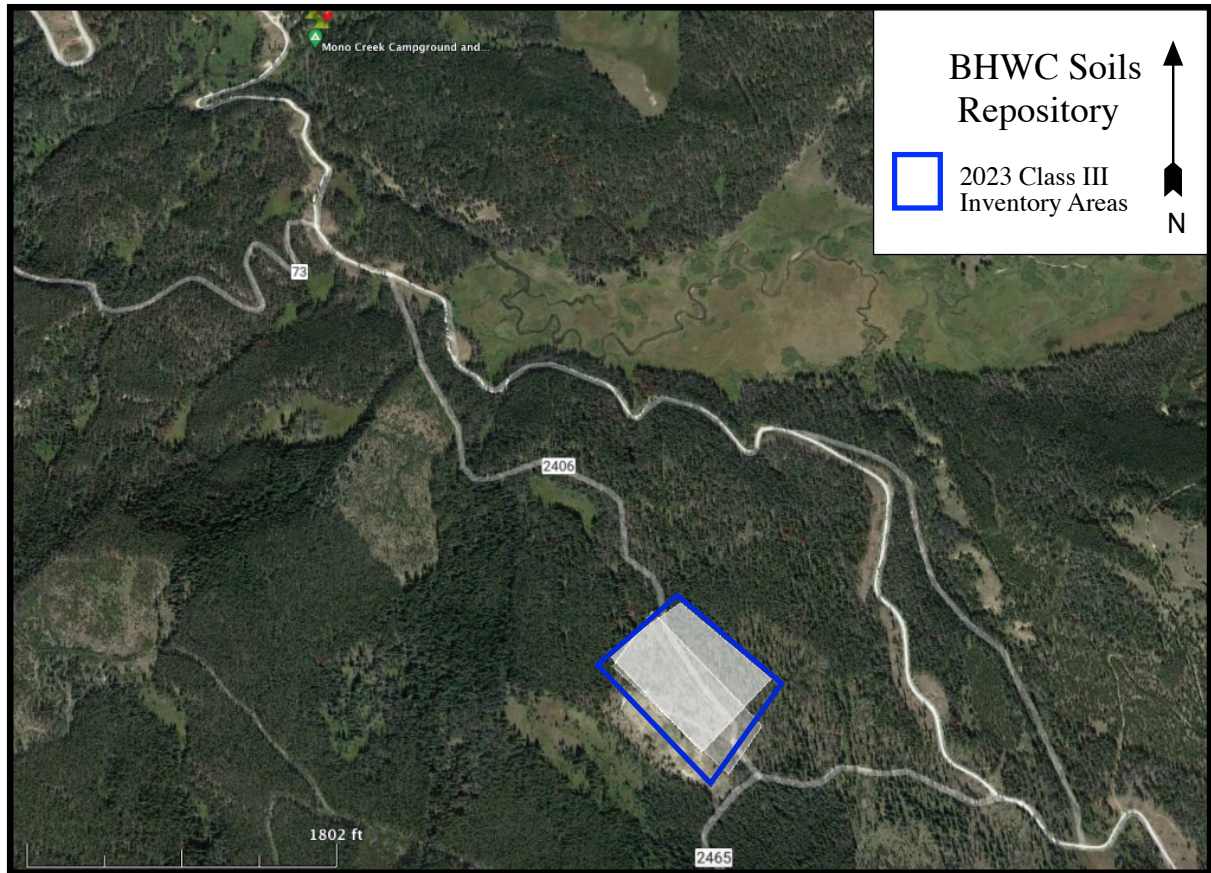 Mono Creek Campground and...
BHWC Soils
Repository
2023 Class III
Inventory Areas
N
73
2406
1802 ft
2465